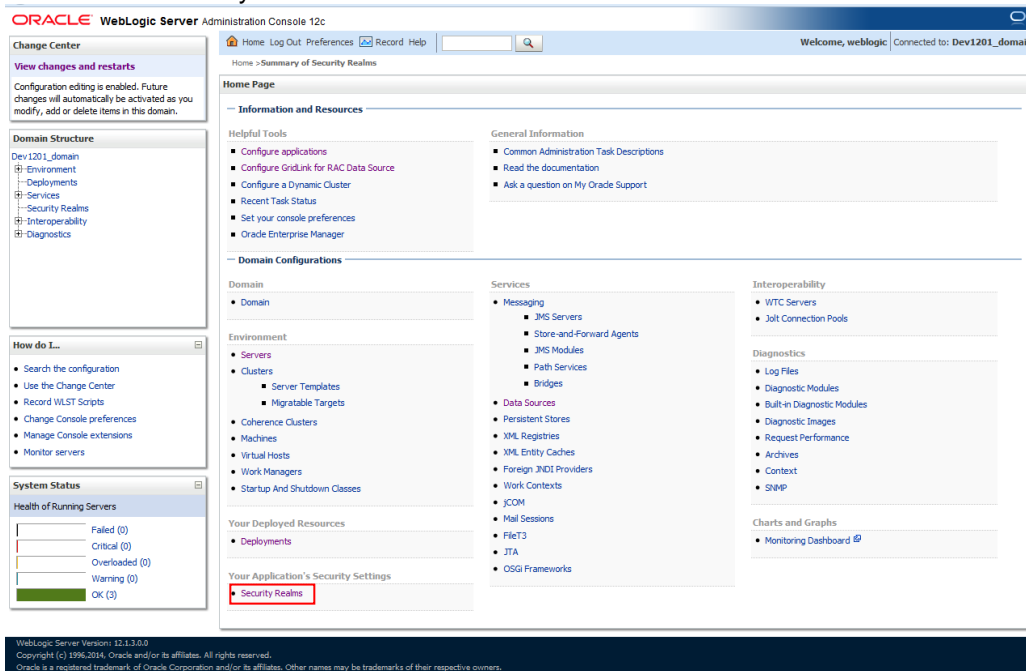 ORACLE WebLogic Server Administration Console 12c
Change Center
View changes and restarts
Configuration editing is enabled. Future
changes will automatically be activated as you
modify, add or delete items in this domain.
Domain Structure
Dev1201_domain
Environment
Deployments
Services
Security Realms
Interoperability
Diagnostics
How do I...
Search the configuration
Use the Change Center
Record WLST Scripts
Change Console preferences
Manage Console extensions
Monitor servers
System Status
Health of Running Servers
Failed (0)
Critical (0)
Overloaded (0)
Warning (0)
OK (3)
Home Log Out Preferences Record Help
Welcome, weblogic Connected to: Dev1201_domai
Home >Summary of Security Realms
Home Page
Information and Resources
Helpful Tools
Configure applications
Configure GridLink for RAC Data Source
Configure a Dynamic Cluster
Recent Task Status
Set your console preferences
Oracle Enterprise Manager
General Information
Common Administration Task Descriptions
Read the documentation
Ask a question on My Oracle Support
Domain Configurations
Domain
Domain
Environment
Servers
Clusters
Server Templates
Migratable Targets
Coherence Clusters
Machines
Virtual Hosts
Work Managers
Startup And Shutdown Classes
Your Deployed Resources
Deployments
Your Application's Security Settings
Security Realms
Services
Messaging
JMS Servers
Store-and-Forward Agents
JMS Modules
Path Services
Bridges
Data Sources
Persistent Stores
XML Registries
XML Entity Caches
Foreign JNDI Providers
Work Contexts
jCOM
Mail Sessions
FileT3
JTA
OSGi Frameworks
Interoperability
WTC Servers
Jolt Connection Pools
Diagnostics
Log Files
Diagnostic Modules
Built-in Diagnostic Modules
Diagnostic Images
Request Performance
Archives
Context
SNMP
Charts and Graphs
Monitoring Dashboard
WebLogic Server Version: 12.1.3.0.0
Copyright (c) 1996,2014, Oracle and/or its affiliates. All rights reserved.
Oracle is a registered trademark of Oracle Corporation and/or its affiliates. Other names may be trademarks of their respective owners.